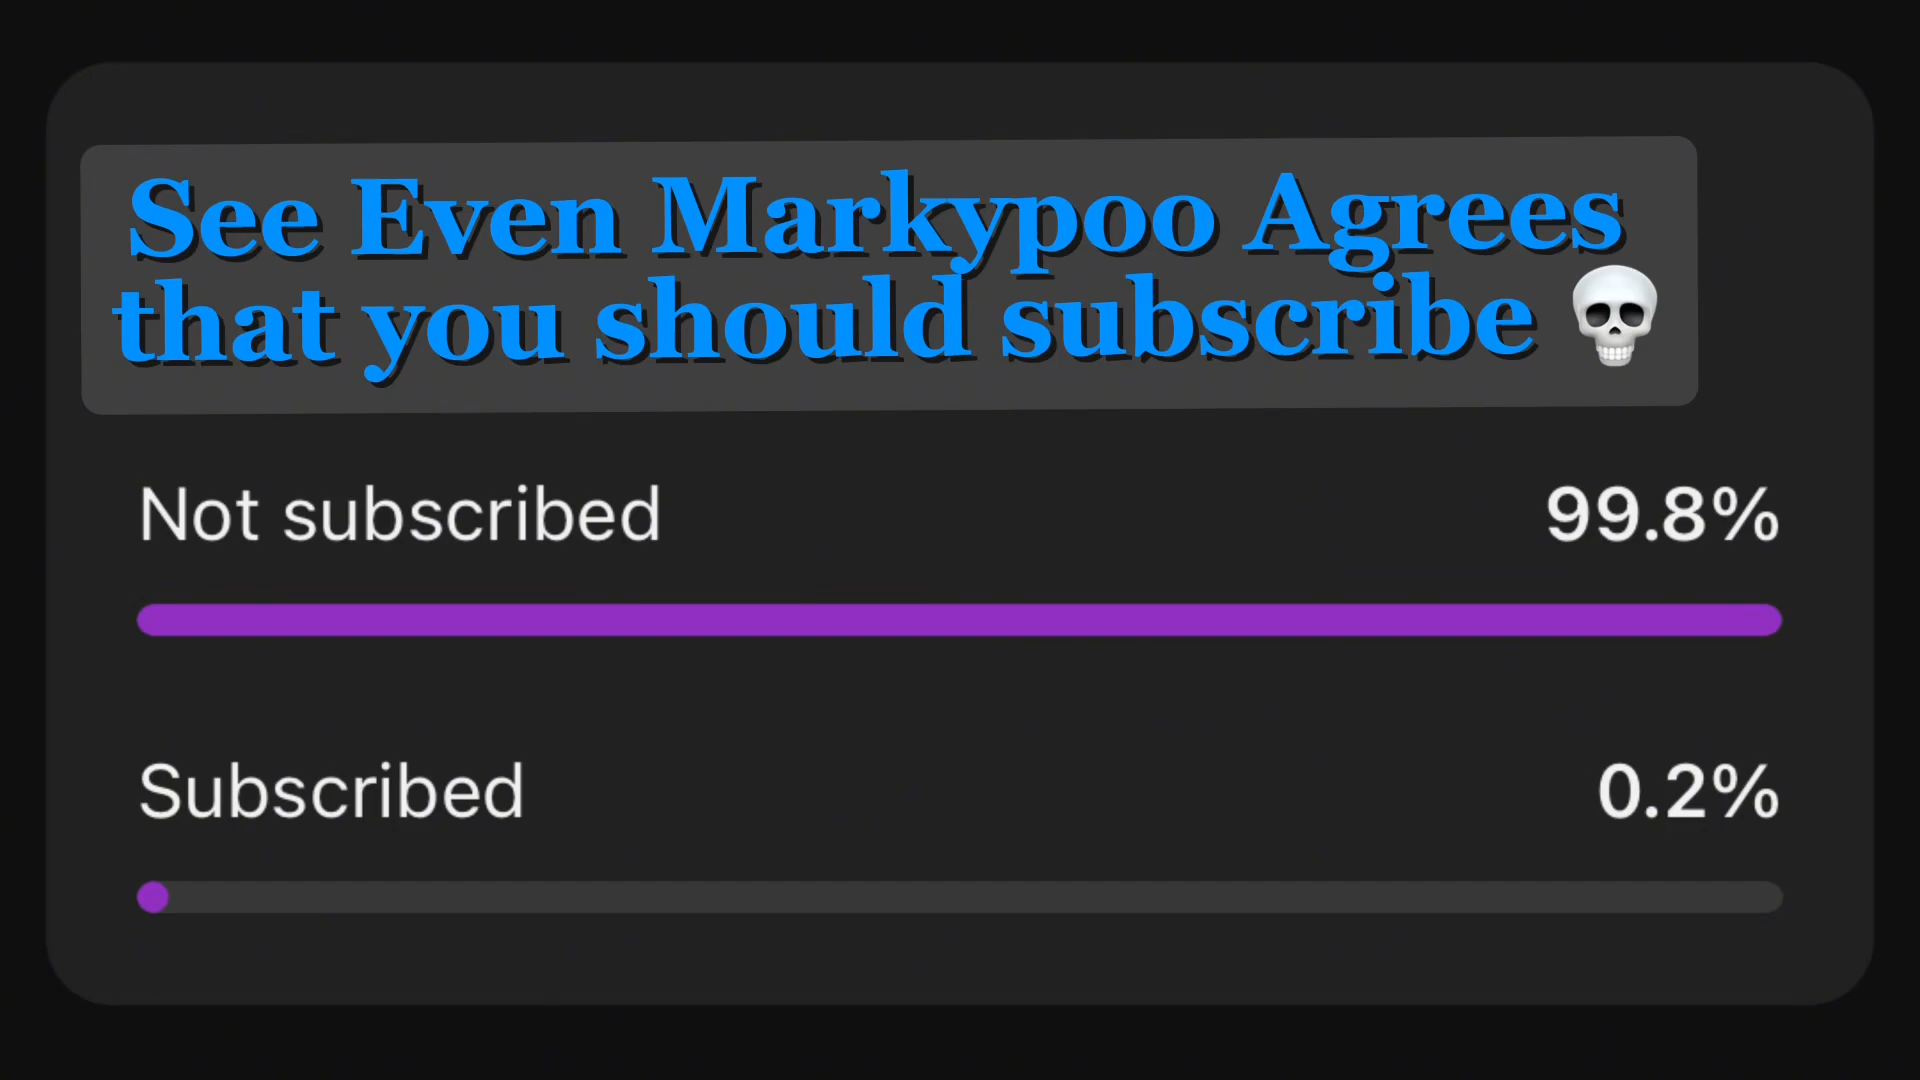 See Even Markypoo Agrees
that you should subscribe 💀
Not subscribed 99.8%
Subscribed 0.2%